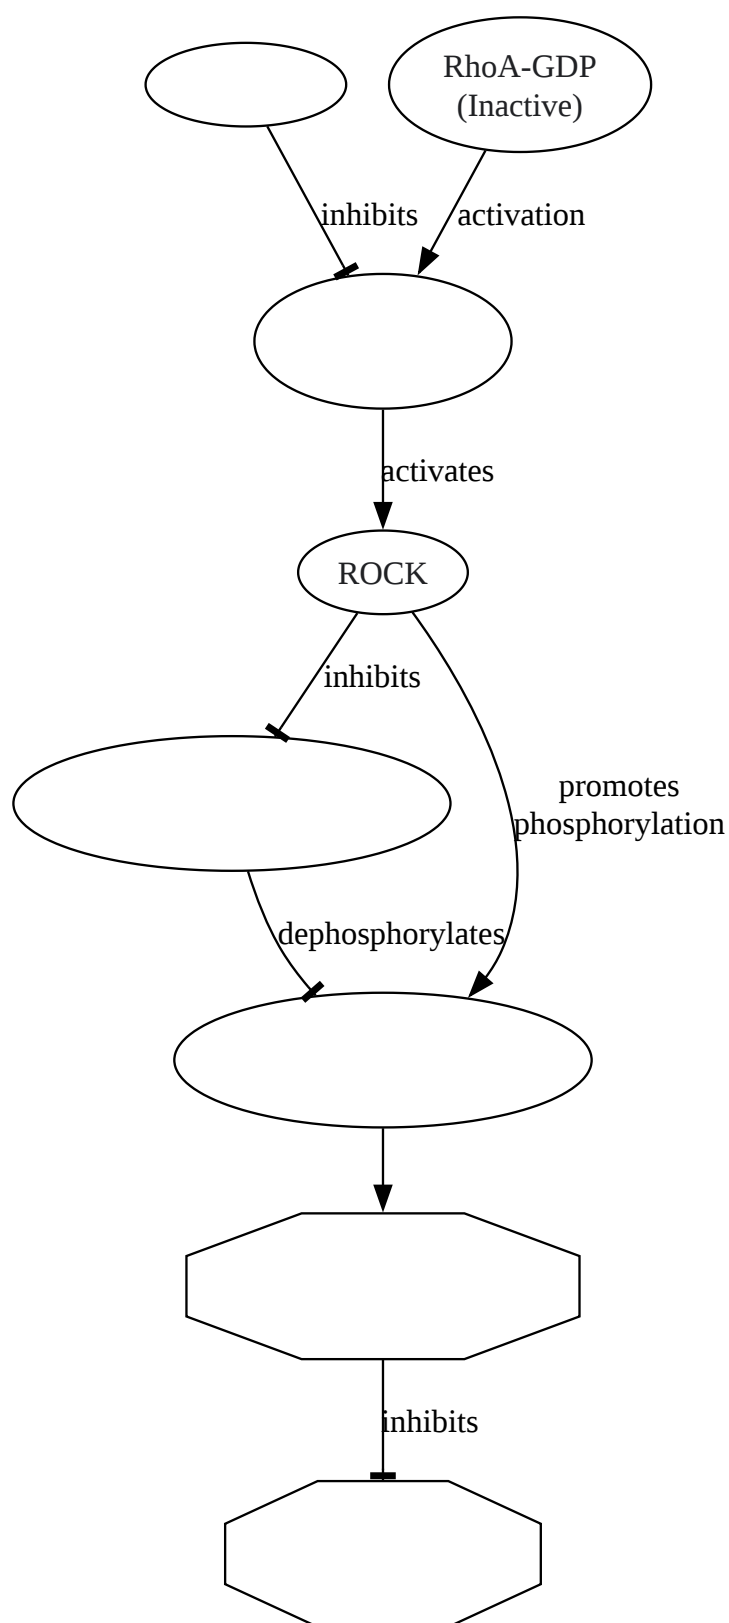 RhoA-GDP
(Inactive)
inhibits
activation
activates
ROCK
inhibits
promotes
phosphorylation
dephosphorylates
inhibits